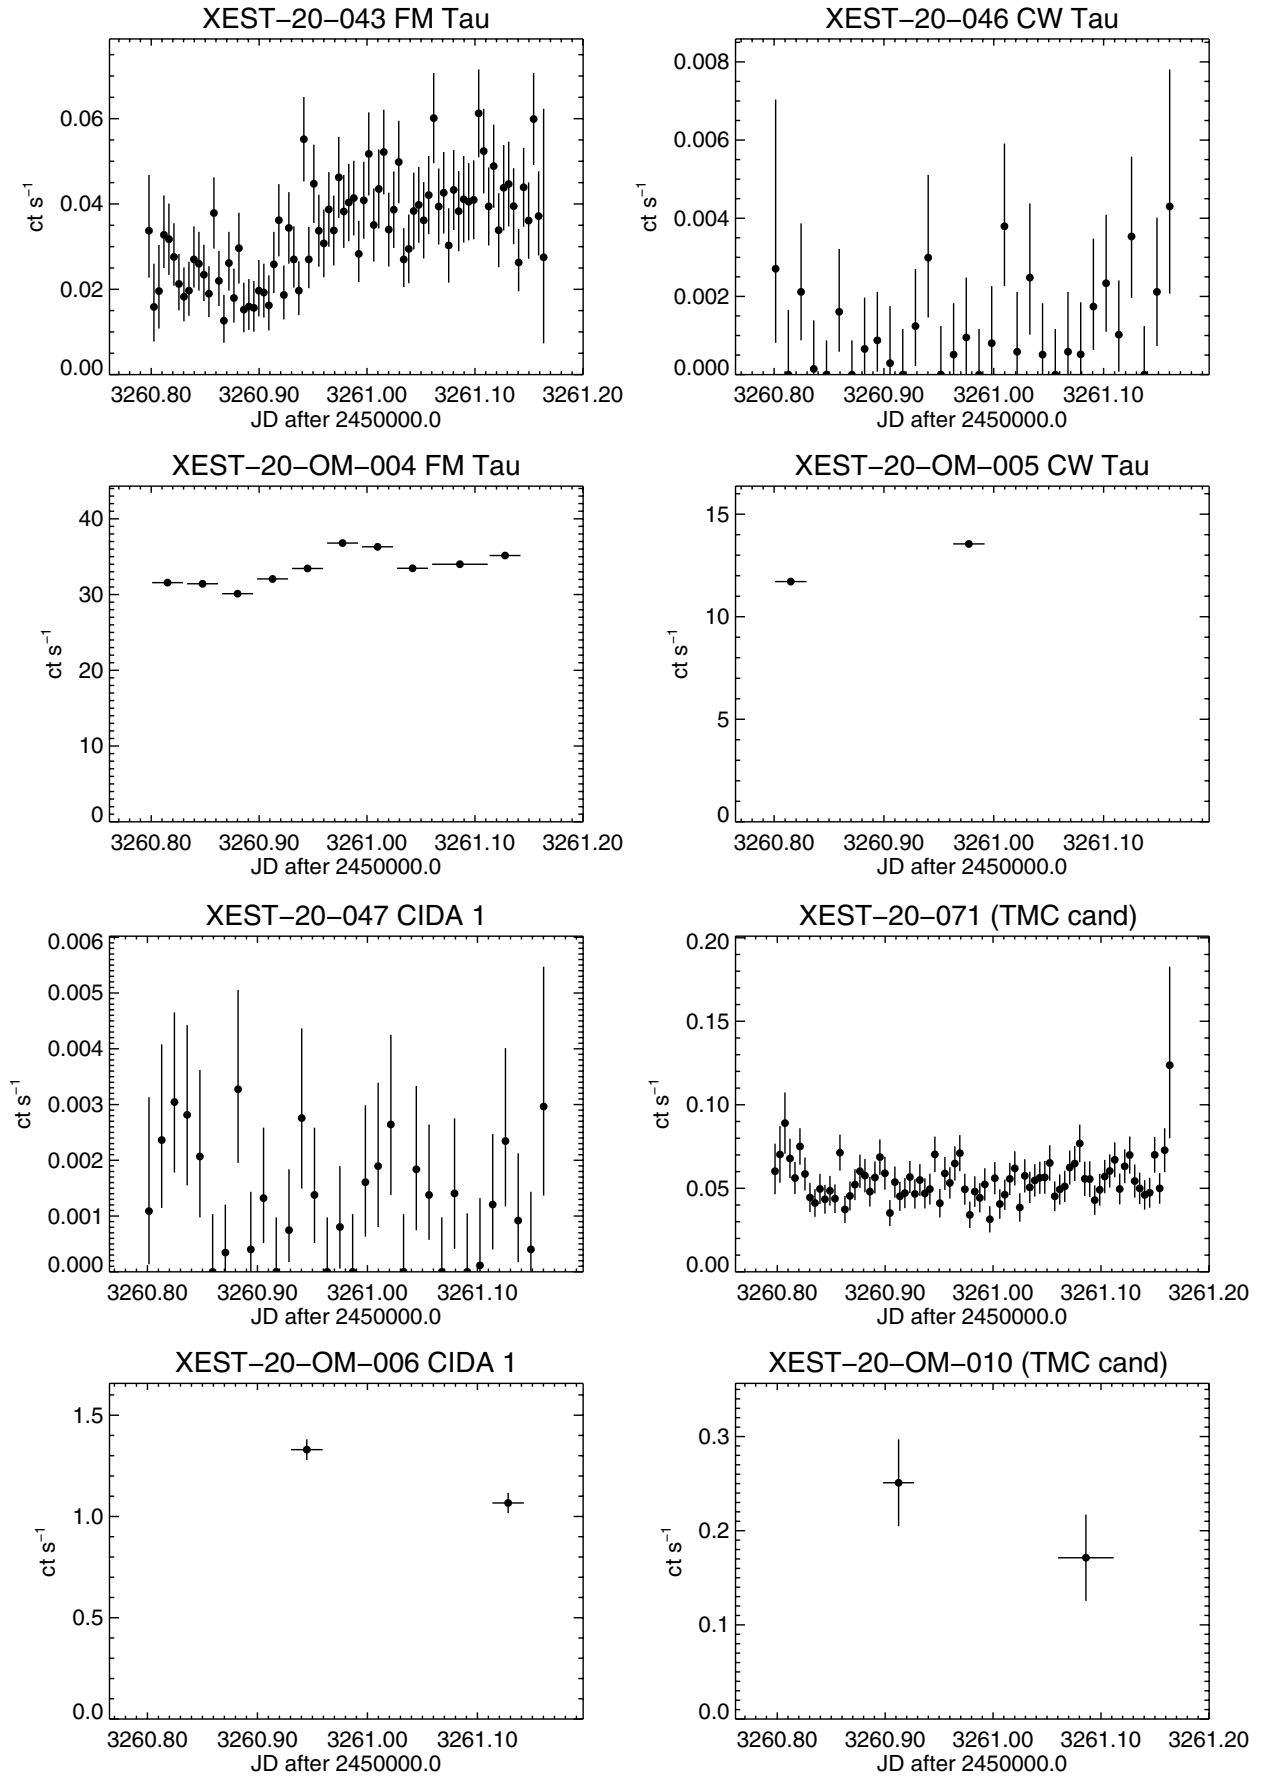 XEST−20−043 FM Tau
0.06
0.04
0.02
0.00
ct s⁻¹
3260.80 3260.90 3261.00 3261.10 3261.20
JD after 2450000.0
XEST−20−046 CW Tau
0.008
0.006
0.004
0.002
0.000
ct s⁻¹
3260.80 3260.90 3261.00 3261.10
JD after 2450000.0
XEST−20−OM−004 FM Tau
40
30
20
10
0
ct s⁻¹
3260.80 3260.90 3261.00 3261.10 3261.20
JD after 2450000.0
XEST−20−OM−005 CW Tau
15
10
5
0
ct s⁻¹
3260.80 3260.90 3261.00 3261.10
JD after 2450000.0
XEST−20−047 CIDA 1
0.006
0.005
0.004
0.003
0.002
0.001
0.000
ct s⁻¹
3260.80 3260.90 3261.00 3261.10
JD after 2450000.0
XEST−20−071 (TMC cand)
0.20
0.15
0.10
0.05
0.00
ct s⁻¹
3260.80 3260.90 3261.00 3261.10 3261.20
JD after 2450000.0
XEST−20−OM−006 CIDA 1
1.5
1.0
0.5
0.0
ct s⁻¹
3260.80 3260.90 3261.00 3261.10
JD after 2450000.0
XEST−20−OM−010 (TMC cand)
0.3
0.2
0.1
0.0
ct s⁻¹
3260.80 3260.90 3261.00 3261.10 3261.20
JD after 2450000.0